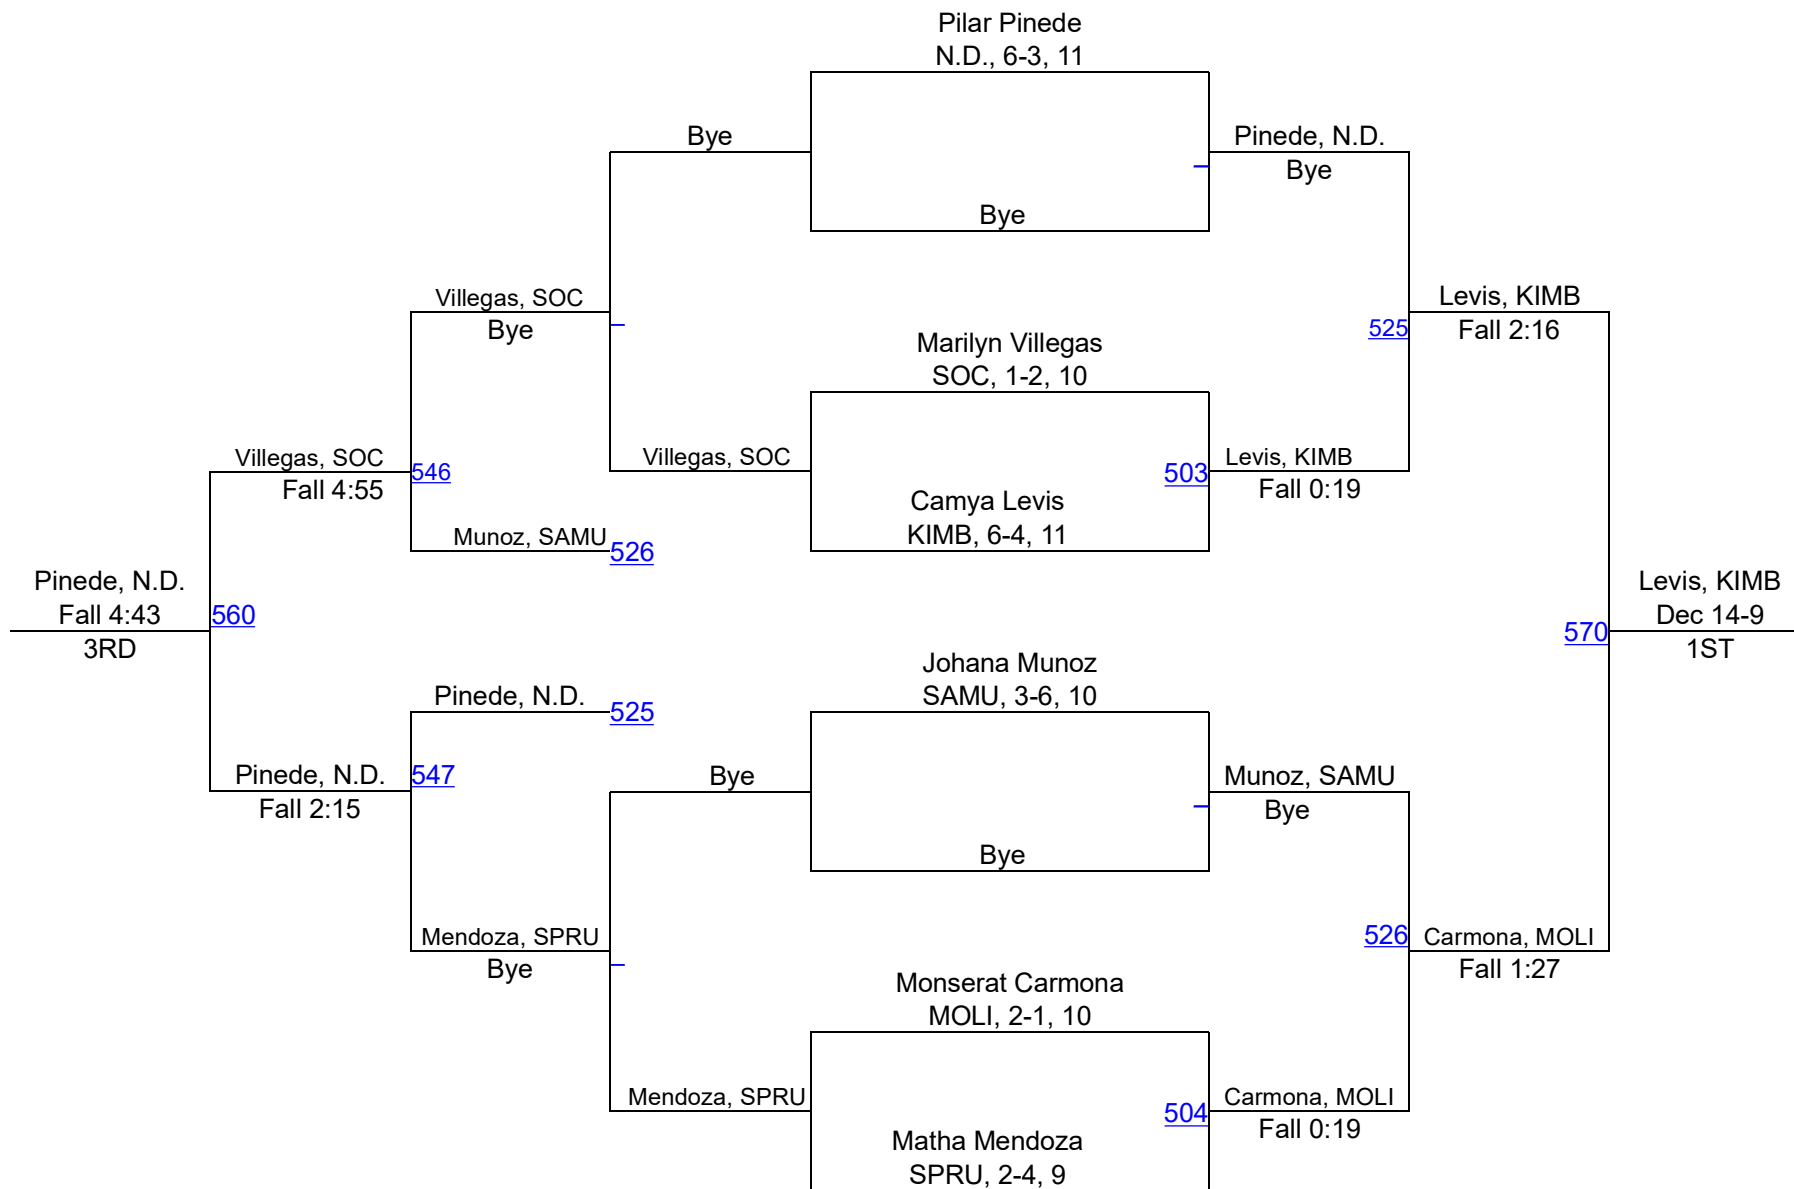 Pilar Pinede
N.D., 6-3, 11
Bye
Pinede, N.D.
Bye
Bye
Villegas, SOC
Bye
Levis, KIMB
525
Fall 2:16
Marilyn Villegas
SOC, 1-2, 10
Villegas, SOC
546
Fall 4:55
Villegas, SOC
503
Levis, KIMB
Fall 0:19
Camya Levis
KIMB, 6-4, 11
Munoz, SAMU
526
Pinede, N.D.
Fall 4:43
560
3RD
Levis, KIMB
Dec 14-9
570
1ST
Johana Munoz
SAMU, 3-6, 10
Pinede, N.D.
525
Pinede, N.D.
547
Fall 2:15
Bye
Munoz, SAMU
Bye
Bye
Mendoza, SPRU
Bye
526
Carmona, MOLI
Fall 1:27
Monserat Carmona
MOLI, 2-1, 10
Mendoza, SPRU
504
Carmona, MOLI
Fall 0:19
Matha Mendoza
SPRU, 2-4, 9